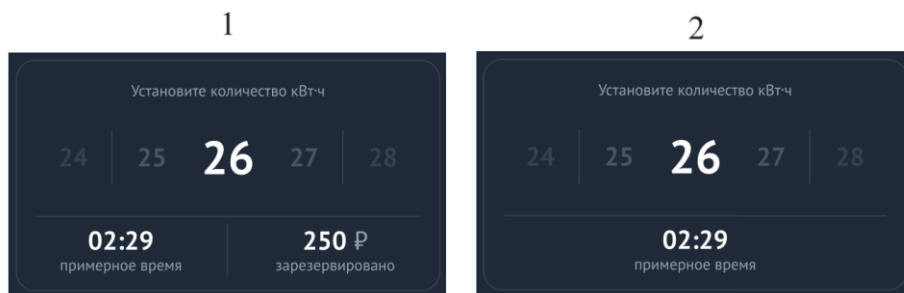 1
Установите количество кВт·ч
24 25 26 27 28
02:29 250 ₽
примерное время зарезервировано
2
Установите количество кВт·ч
24 25 26 27 28
02:29
примерное время